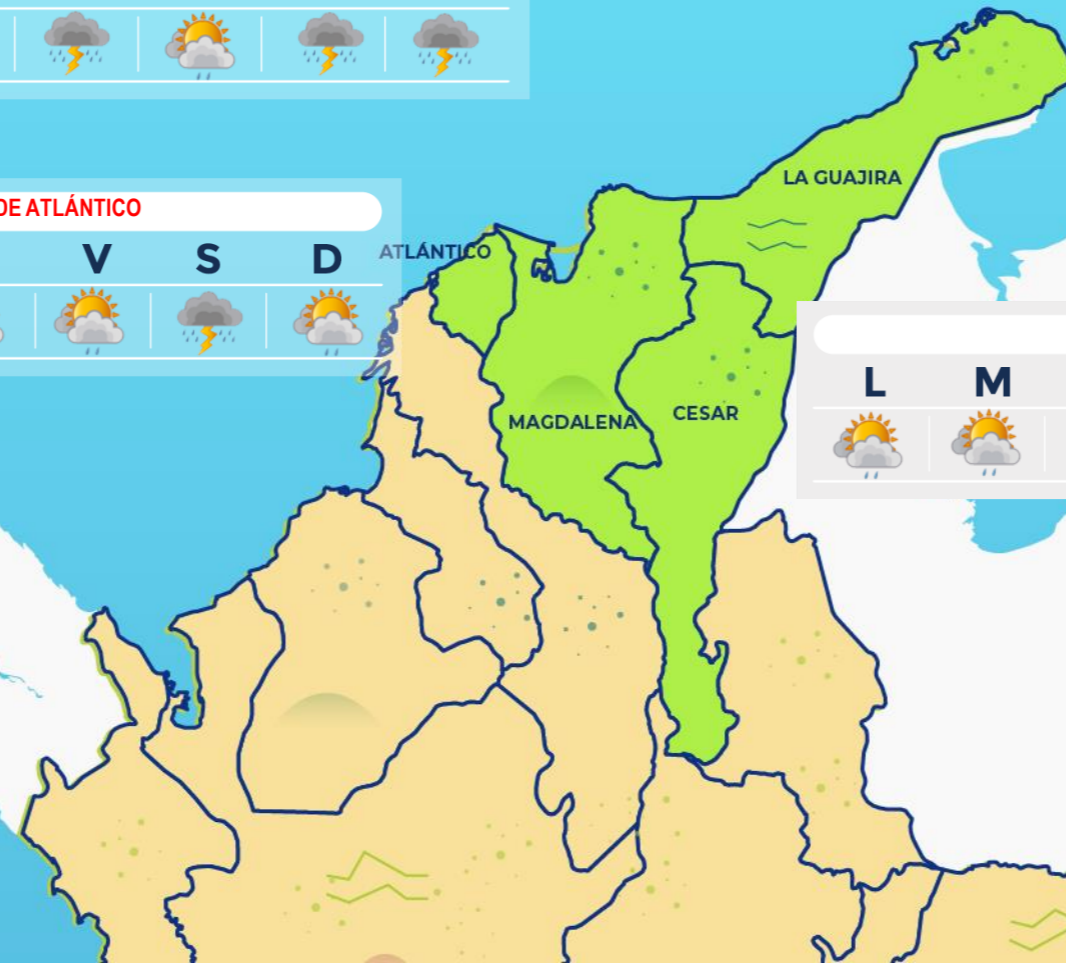 LA GUAJIRA
DE ATLÁNTICO
V S D
ATLÁNTICO
L M
MAGDALENA
CESAR